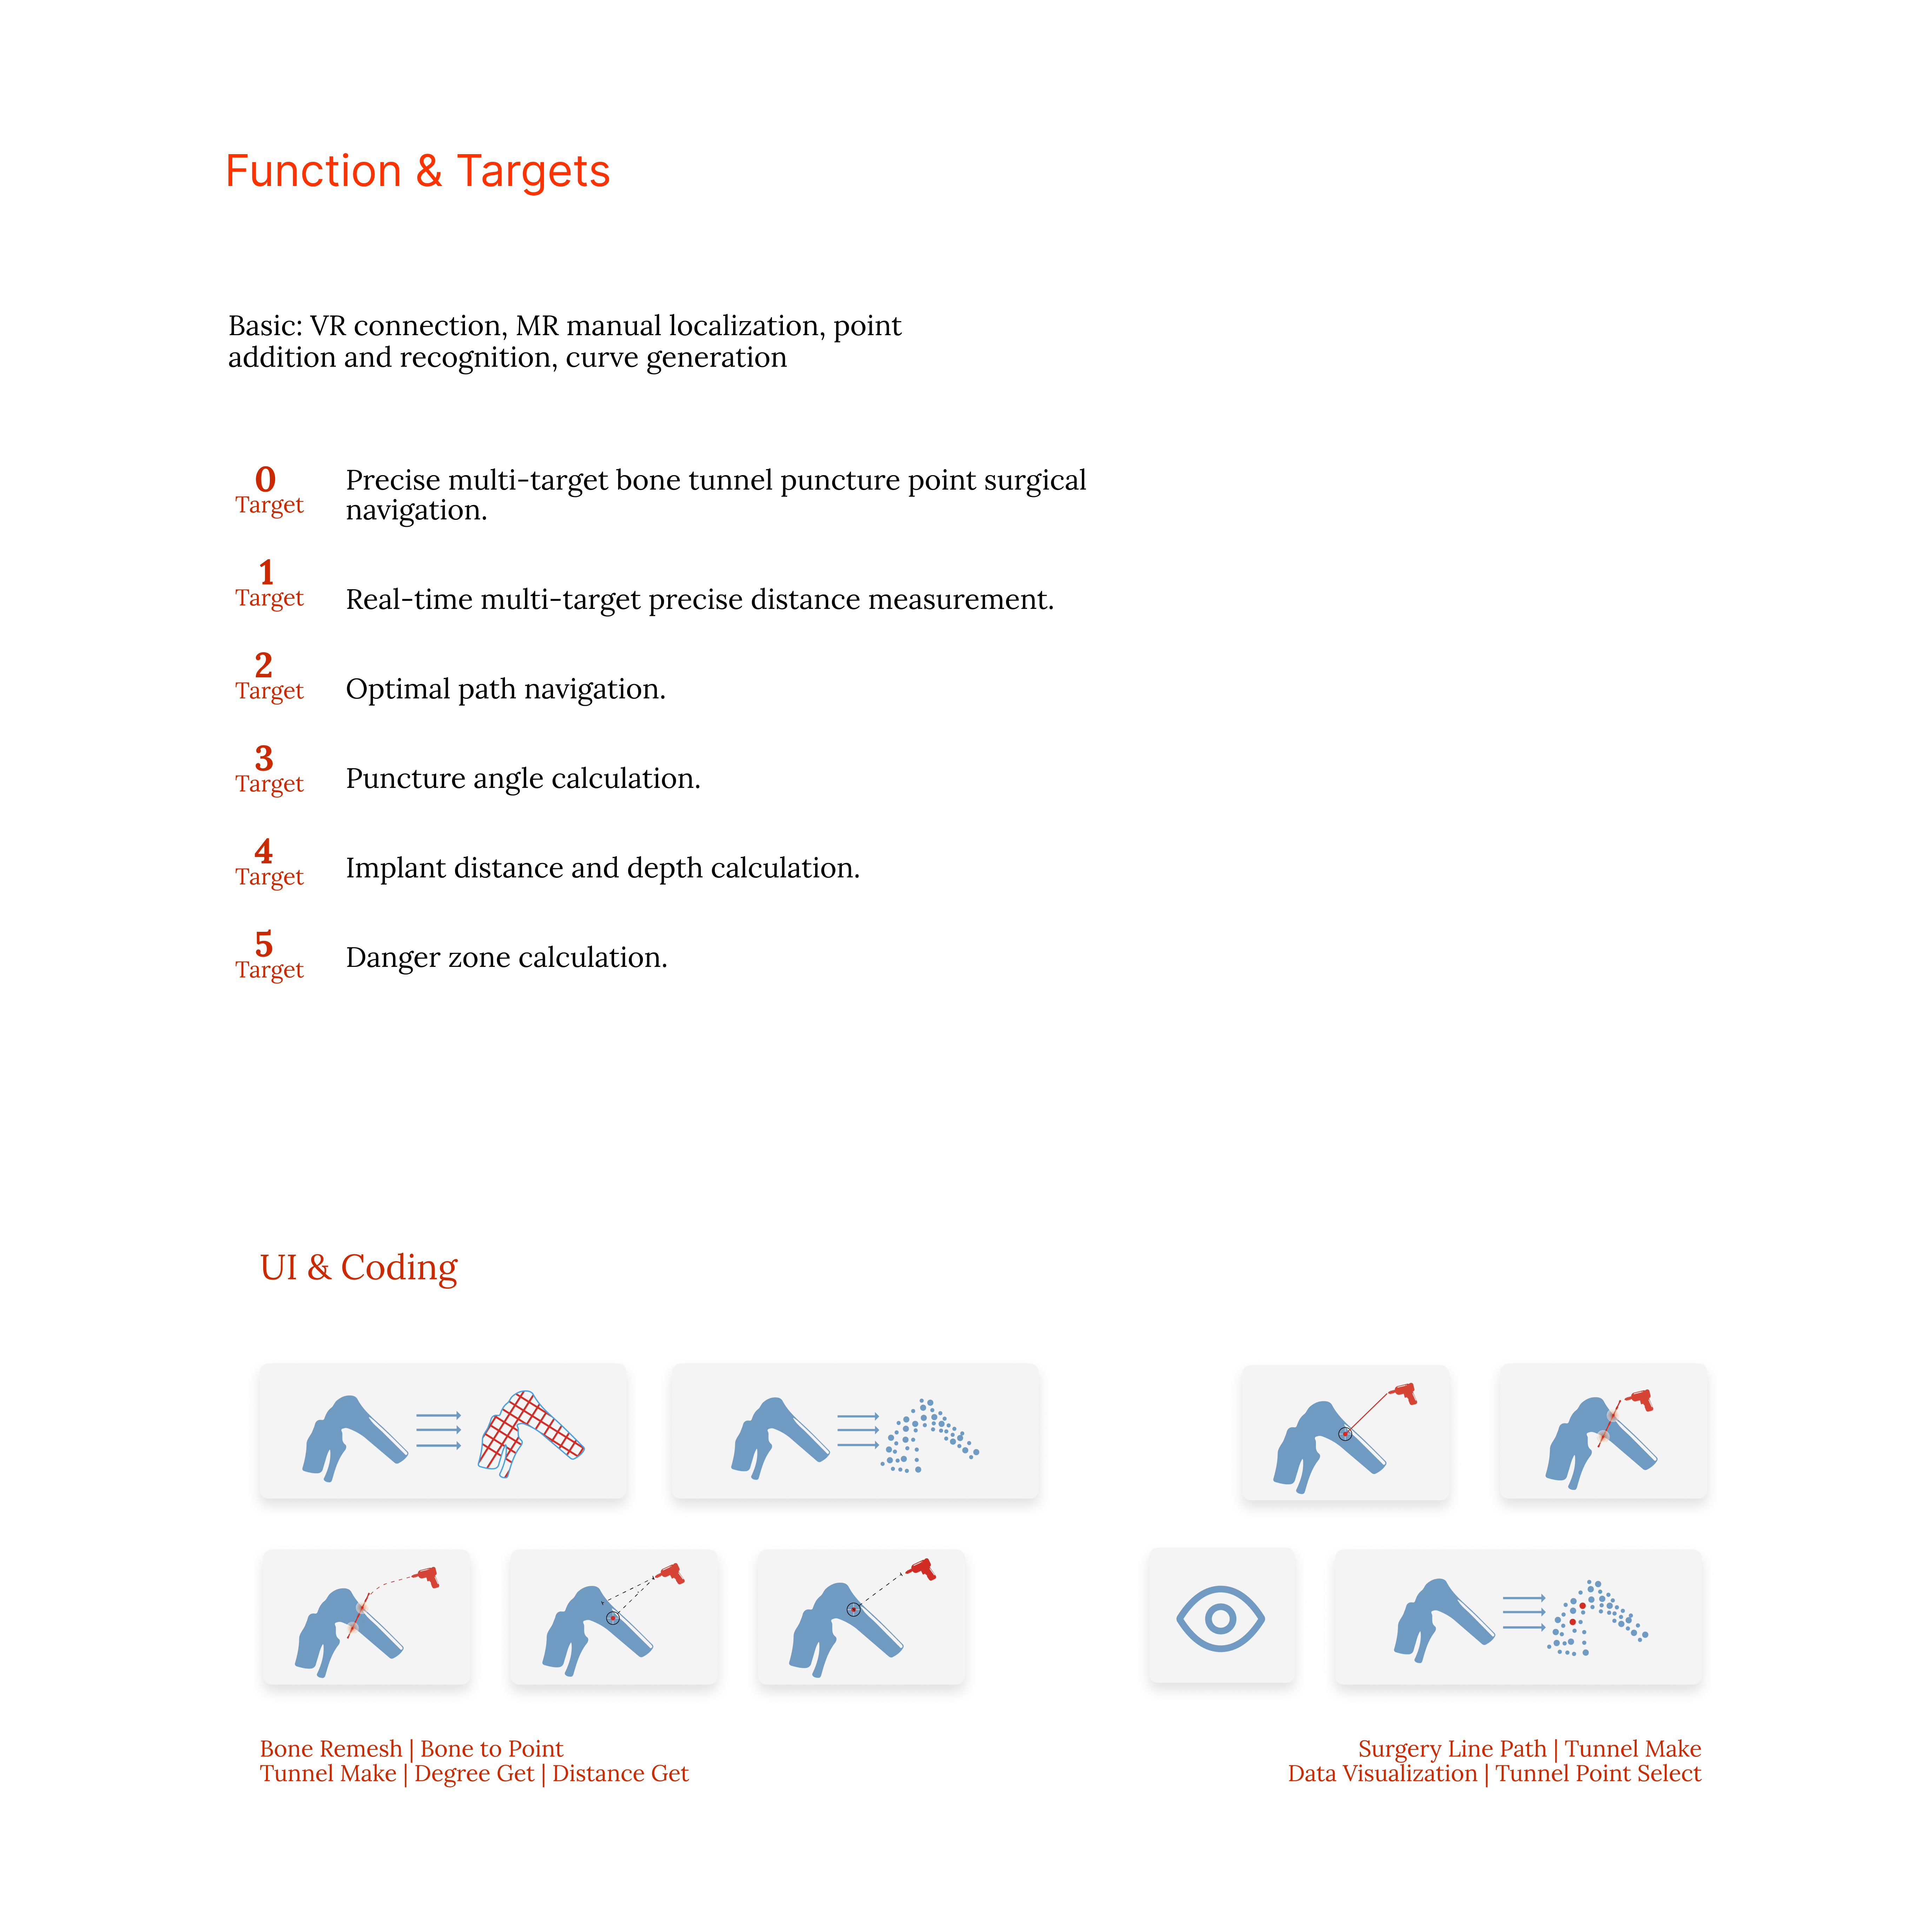 Function & Targets
Basic: VR connection, MR manual localization, point
addition and recognition, curve generation
0
Target
Precise multi-target bone tunnel puncture point surgical
navigation.
1
Target
Real-time multi-target precise distance measurement.
2
Target
Optimal path navigation.
3
Target
Puncture angle calculation.
4
Target
Implant distance and depth calculation.
5
Target
Danger zone calculation.
UI & Coding
Bone Remesh | Bone to Point
Tunnel Make | Degree Get | Distance Get
Surgery Line Path | Tunnel Make
Data Visualization | Tunnel Point Select